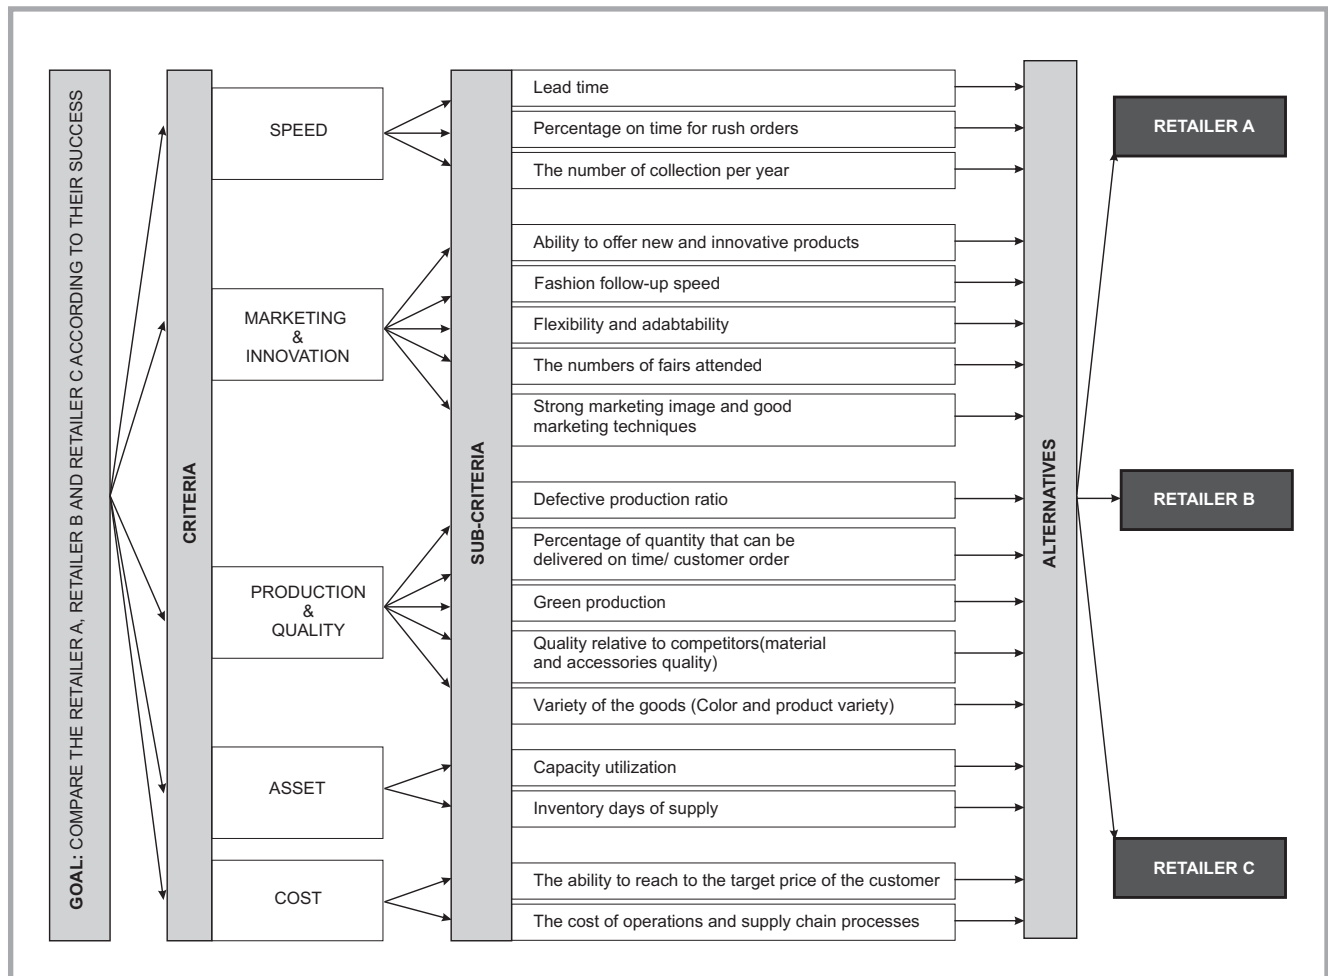 GOAL: COMPARE THE RETAILER A, RETAILER B AND RETAILER C ACCORDING TO THEIR SUCCESS
CRITERIA
SPEED
MARKETING
&
INNOVATION
PRODUCTION
&
QUALITY
ASSET
COST
SUB-CRITERIA
Lead time
Percentage on time for rush orders
The number of collection per year
Ability to offer new and innovative products
Fashion follow-up speed
Flexibility and adabtability
The numbers of fairs attended
Strong marketing image and good
marketing techniques
Defective production ratio
Percentage of quantity that can be
delivered on time/ customer order
Green production
Quality relative to competitors(material
and accessories quality)
Variety of the goods (Color and product variety)
Capacity utilization
Inventory days of supply
The ability to reach to the target price of the customer
The cost of operations and supply chain processes
ALTERNATIVES
RETAILER A
RETAILER B
RETAILER C